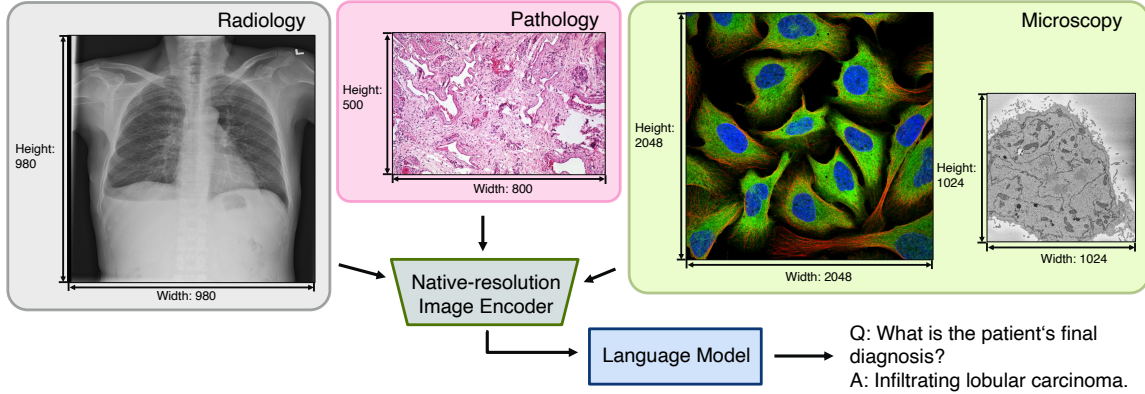 Radiology
Height:
980
Width: 980
L
Pathology
Height:
500
Width: 800
Microscopy
Height:
2048
Width: 2048
Height:
1024
Width: 1024
Native-resolution
Image Encoder
Language Model
Q: What is the patient‘s final
diagnosis?
A: Infiltrating lobular carcinoma.